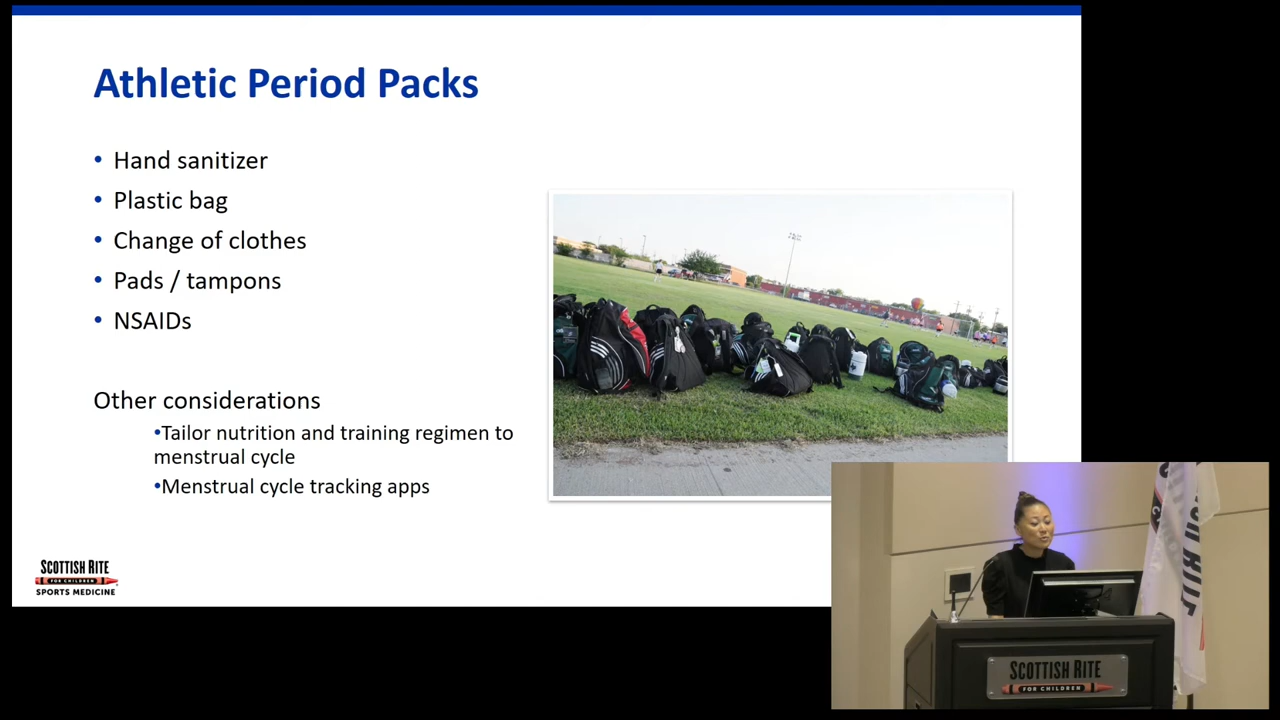 Athletic Period Packs
• Hand sanitizer
• Plastic bag
• Change of clothes
• Pads / tampons
• NSAIDs
Other considerations
•Tailor nutrition and training regimen to
menstrual cycle
•Menstrual cycle tracking apps
SCOTTISH RITE
FOR CHILDREN
SPORTS MEDICINE
SCOTTISH RITE
FOR CHILDREN